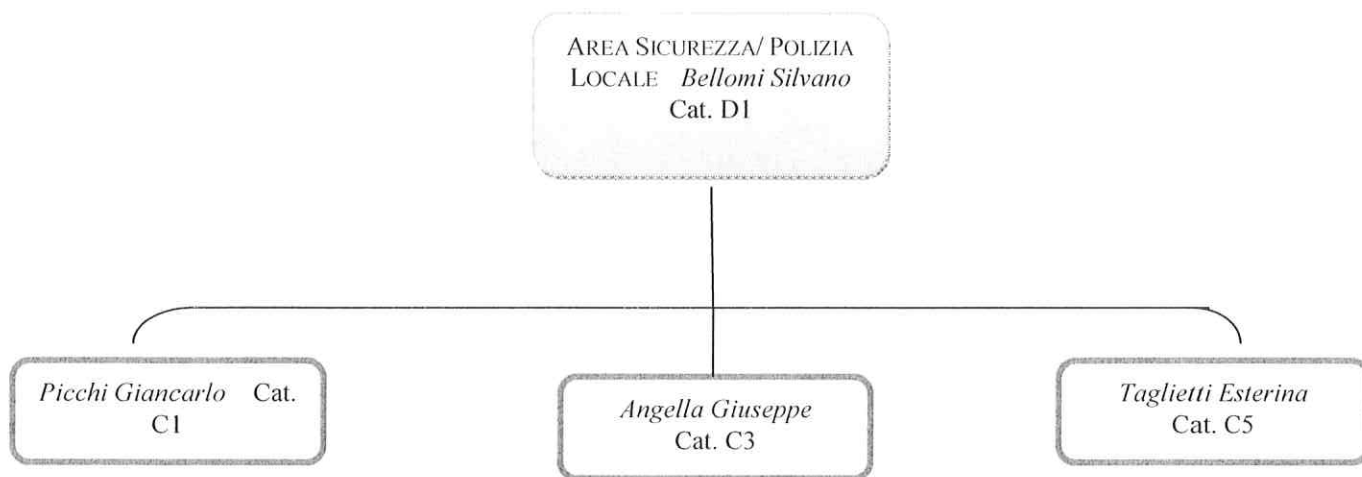 AREA SICUREZZA/ POLIZIA
LOCALE Bellomi Silvano
Cat. D1
Picchi Giancarlo Cat.
C1
Angella Giuseppe
Cat. C3
Taglietti Esterina
Cat. C5